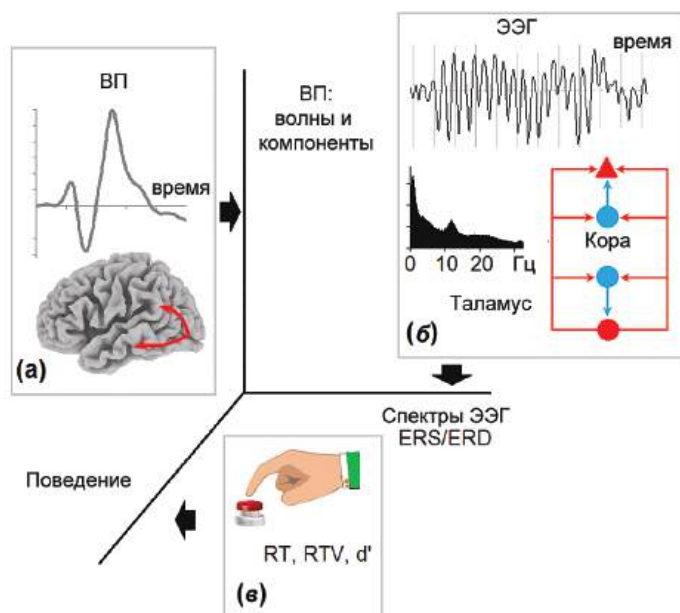 ВП
время
(а)
ВП:
волны и
компоненты
ЭЭГ
время
0 10 20 Гц
Кора
Таламус
(б)
Спектры ЭЭГ
ERS/ERD
Поведение
RT, RTV, d'
(в)